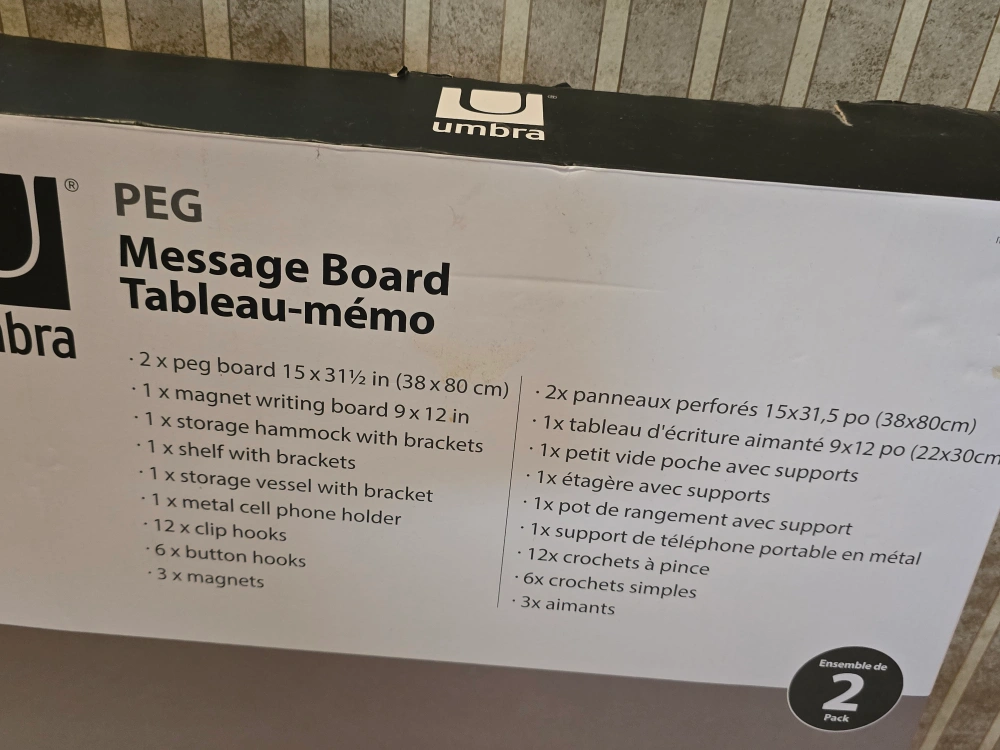 umbra
®
PEG
Message Board
Tableau-mémo
· 2 x peg board 15 x 31½ in (38 x 80 cm)
· 1 x magnet writing board 9 x 12 in
· 1 x storage hammock with brackets
· 1 x shelf with brackets
· 1 x storage vessel with bracket
· 1 x metal cell phone holder
· 12 x clip hooks
· 6 x button hooks
· 3 x magnets
· 2x panneaux perforés 15x31,5 po (38x80cm)
· 1x tableau d'écriture aimanté 9x12 po (22x30cm
· 1x petit vide poche avec supports
· 1x étagère avec supports
· 1x pot de rangement avec support
· 1x support de téléphone portable en métal
· 12x crochets à pince
· 6x crochets simples
· 3x aimants
Ensemble de
2
Pack